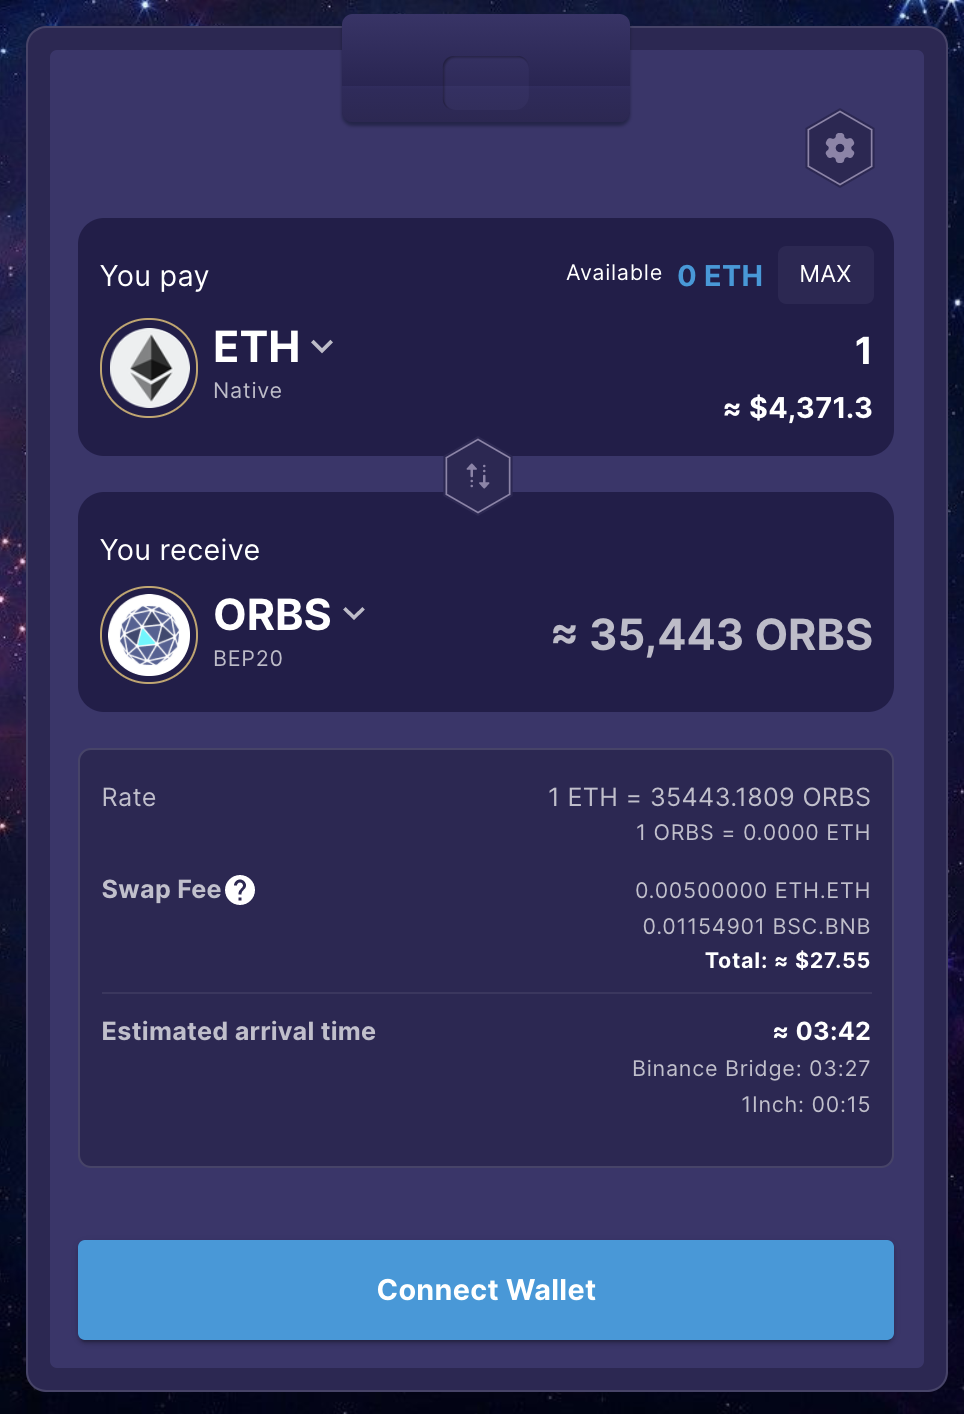 You pay
Available 0 ETH MAX
ETH
Native
1
≈ $4,371.3
You receive
ORBS
BEP20
≈ 35,443 ORBS
Rate
1 ETH = 35443.1809 ORBS
1 ORBS = 0.0000 ETH
Swap Fee ?
0.00500000 ETH.ETH
0.01154901 BSC.BNB
Total: ≈ $27.55
Estimated arrival time
≈ 03:42
Binance Bridge: 03:27
1Inch: 00:15
Connect Wallet